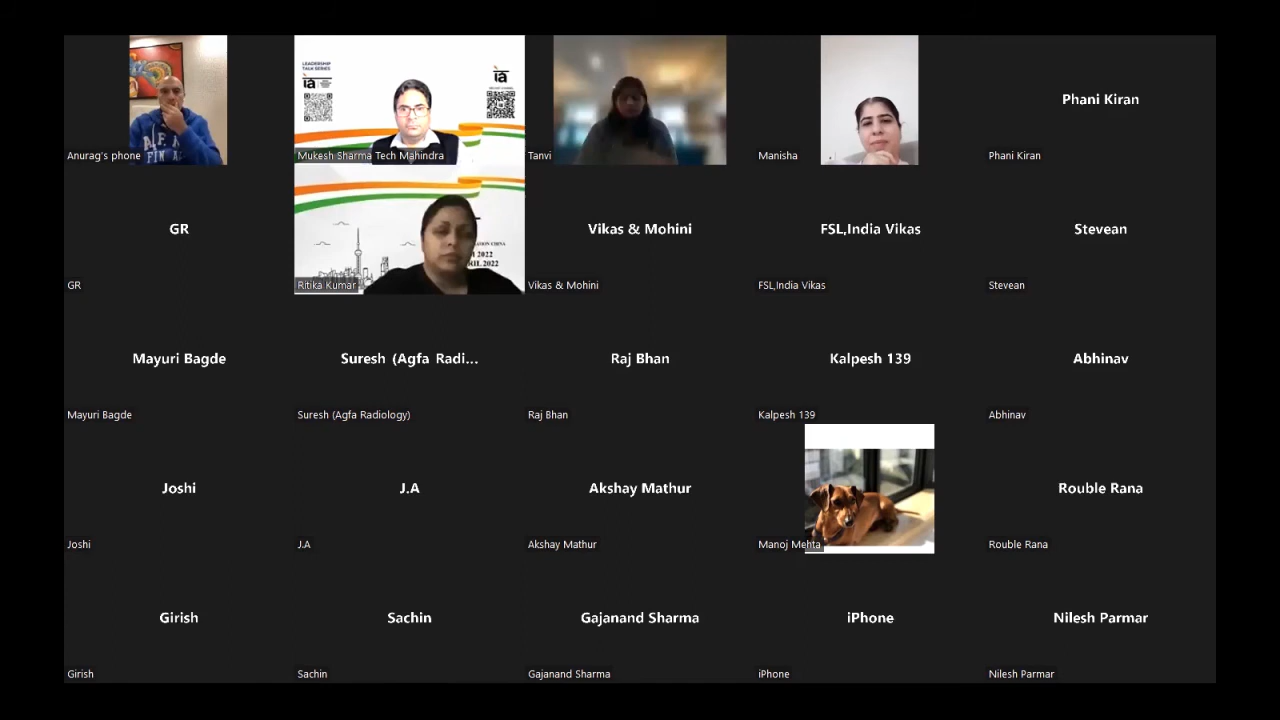 LEADERSHIP
TALK SERIES
ia
ia
Phani Kiran
Anurag's phone
Mukesh Sharma Tech Mahindra
Tanvi
Manisha
Phani Kiran
GR
Vikas & Mohini
FSL,India Vikas
Stevean
2022
RIL 2022
GR
Ritika Kumar
Vikas & Mohini
FSL,India Vikas
Stevean
Mayuri Bagde
Suresh (Agfa Radi...
Raj Bhan
Kalpesh 139
Abhinav
Mayuri Bagde
Suresh (Agfa Radiology)
Raj Bhan
Kalpesh 139
Abhinav
Joshi
J.A
Akshay Mathur
Rouble Rana
Joshi
J.A
Akshay Mathur
Manoj Mehta
Rouble Rana
Girish
Sachin
Gajanand Sharma
iPhone
Nilesh Parmar
Girish
Sachin
Gajanand Sharma
iPhone
Nilesh Parmar